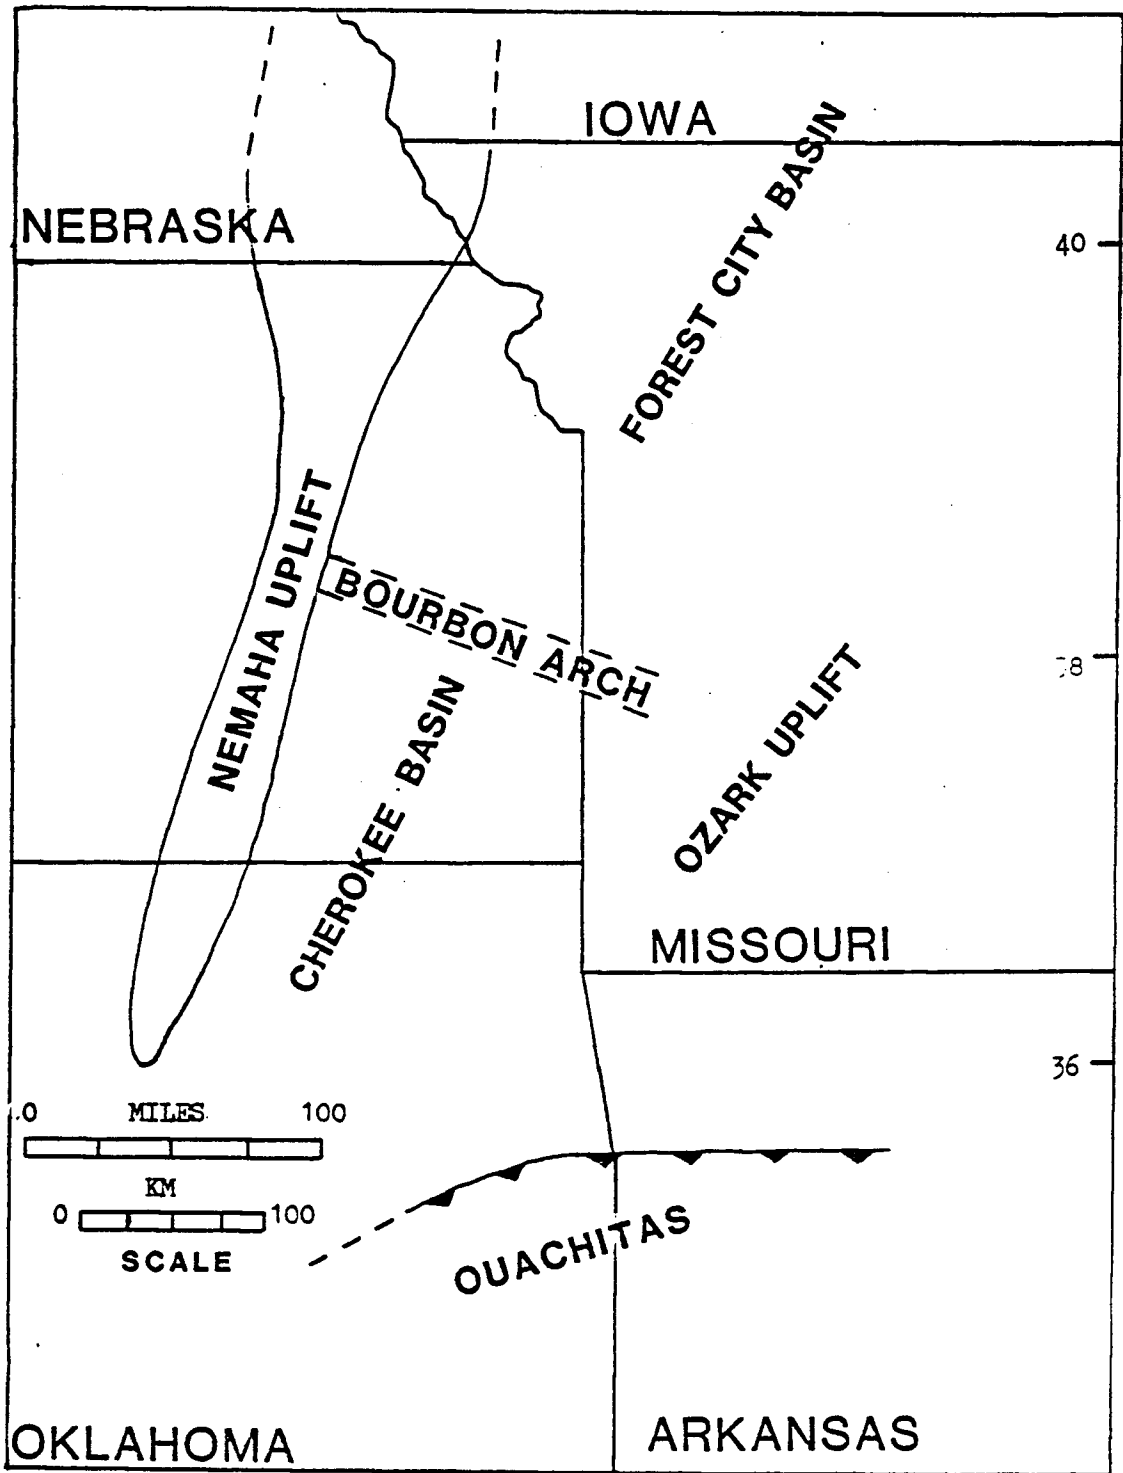 IOWA
FOREST CITY BASIN
NEBRASKA
40
NEMAHA UPLIFT
BOURBON ARCH
38
CHEROKEE BASIN
OZARK UPLIFT
MISSOURI
36
0 MILES 100
KM
0 100
SCALE
OUACHITAS
OKLAHOMA
ARKANSAS